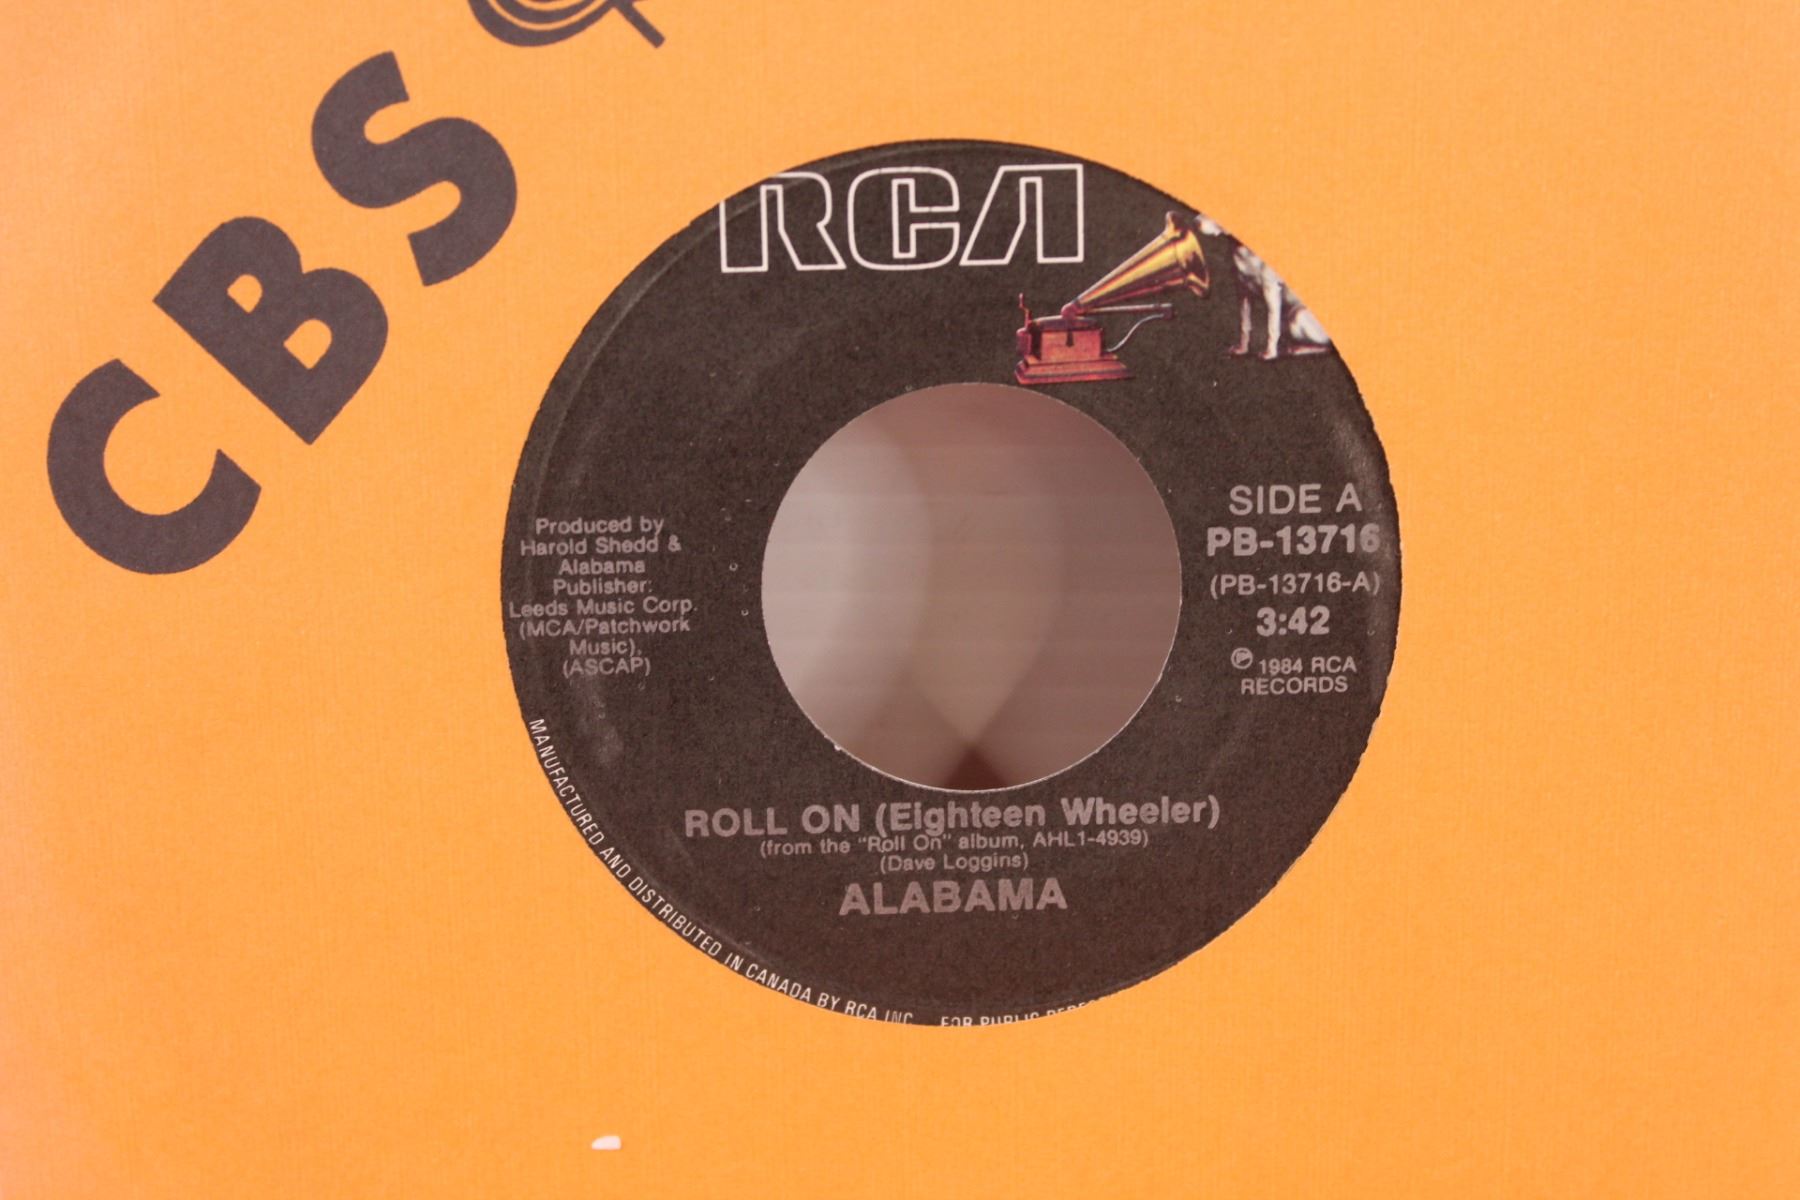 CBS
RCA
Produced by
Harold Shedd &
Alabama
Publisher:
Leeds Music Corp.
(MCA/Patchwork
Music),
(ASCAP)
SIDE A
PB-13716
(PB-13716-A)
3:42
℗ 1984 RCA
RECORDS
ROLL ON (Eighteen Wheeler)
(from the "Roll On" album, AHL1-4939)
(Dave Loggins)
ALABAMA
MANUFACTURED AND DISTRIBUTED IN CANADA BY RCA INC. FOR PUBLIC